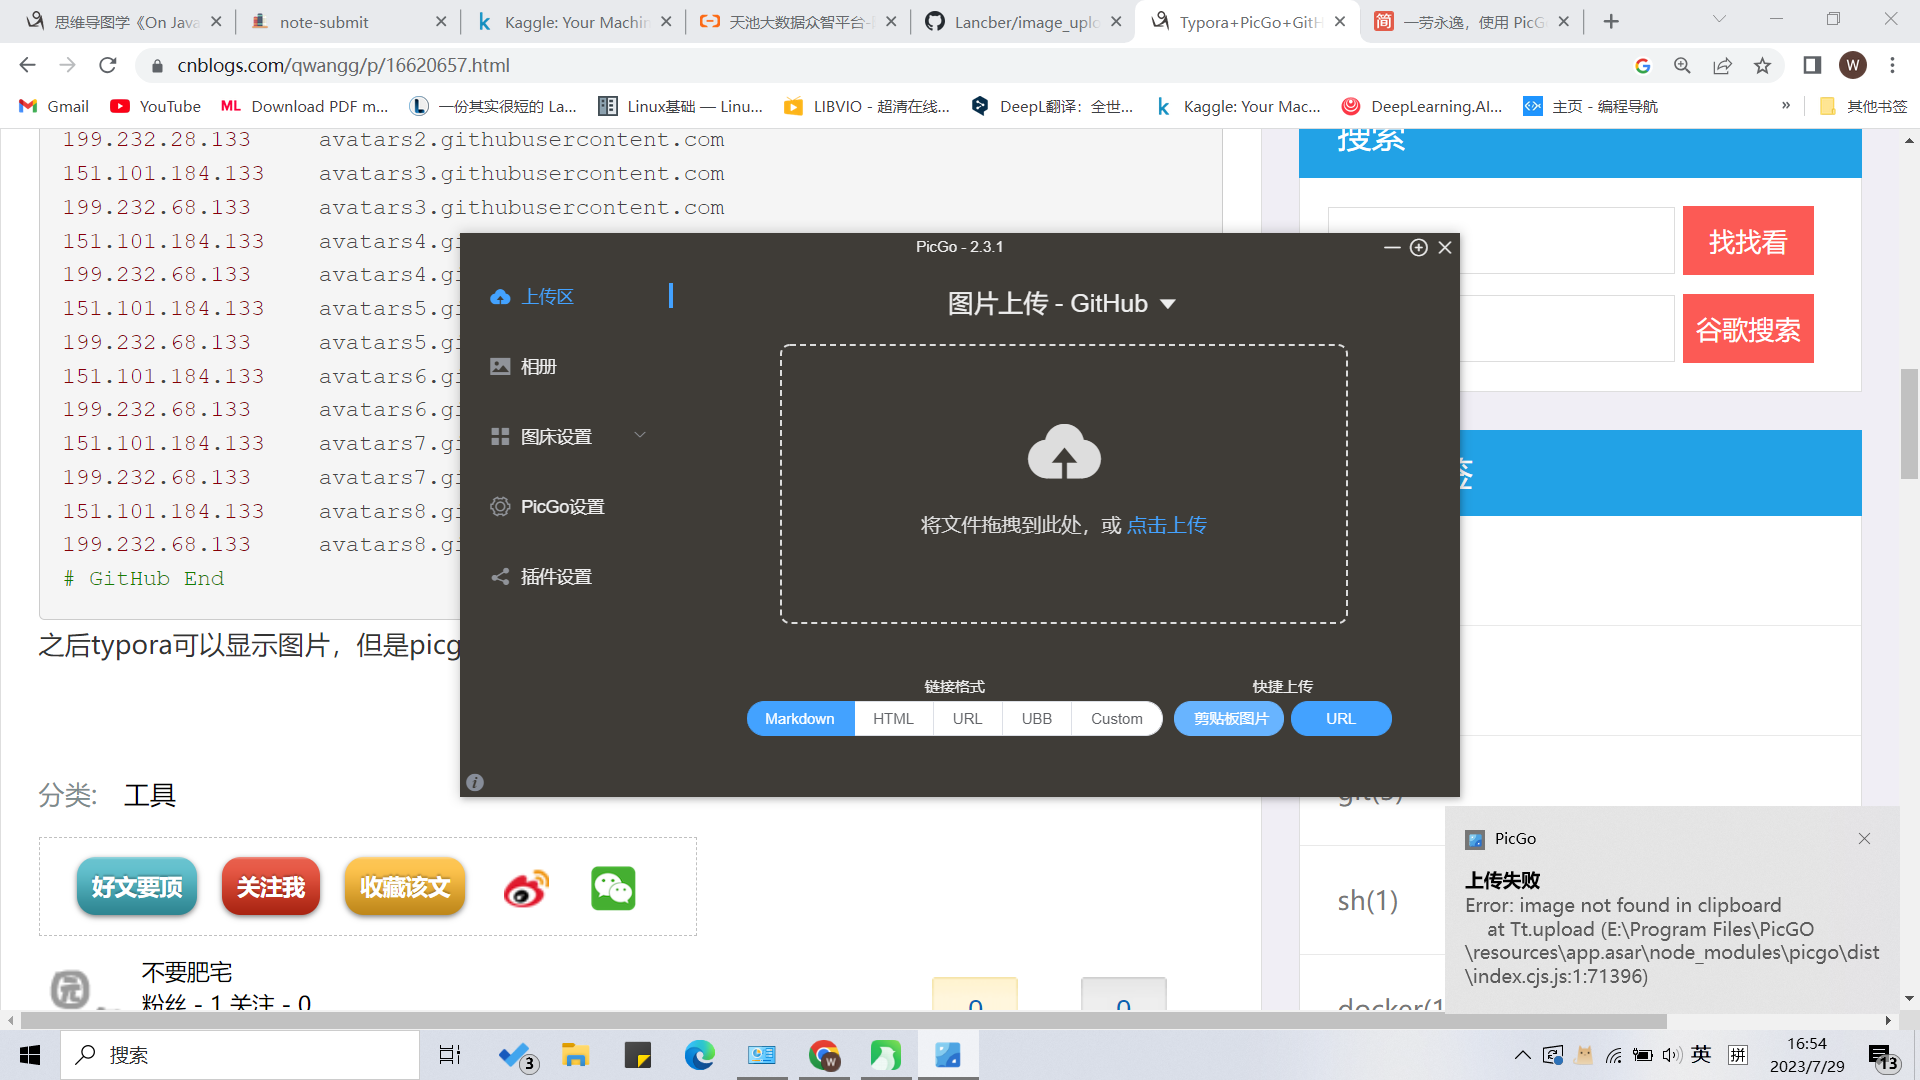 思维导图学《On Java
note-submit
Kaggle: Your Machin
天池大数据众智平台-
Lancber/image_uplo
Typora+PicGo+GitH
一劳永逸，使用 PicG
cnblogs.com/qwangg/p/16620657.html
W
Gmail
YouTube
Download PDF m...
一份其实很短的 La...
Linux基础 — Linu...
LIBVIO - 超清在线...
DeepL翻译：全世...
Kaggle: Your Mac...
DeepLearning.AI...
主页 - 编程导航
»
其他书签
199.232.28.133 avatars2.githubusercontent.com
151.101.184.133 avatars3.githubusercontent.com
199.232.68.133 avatars3.githubusercontent.com
151.101.184.133 avatars4.gi
199.232.68.133 avatars4.gi
151.101.184.133 avatars5.gi
199.232.68.133 avatars5.gi
151.101.184.133 avatars6.gi
199.232.68.133 avatars6.gi
151.101.184.133 avatars7.gi
199.232.68.133 avatars7.gi
151.101.184.133 avatars8.gi
199.232.68.133 avatars8.gi
# GitHub End
之后typora可以显示图片，但是picg
分类: 工具
好文要顶
关注我
收藏该文
不要肥宅
粉丝 - 1 关注 - 0
0
0
搜索
找找看
谷歌搜索
签
git(3)
sh(1)
docker(1
PicGo - 2.3.1
上传区
相册
图床设置
PicGo设置
插件设置
图片上传 - GitHub
将文件拖拽到此处，或 点击上传
链接格式
快捷上传
Markdown
HTML
URL
UBB
Custom
剪贴板图片
URL
PicGo
上传失败
Error: image not found in clipboard
at Tt.upload (E:\Program Files\PicGO
\resources\app.asar\node_modules\picgo\dist
\index.cjs.js:1:71396)
搜索
3
W
英
拼
16:54
2023/7/29
13